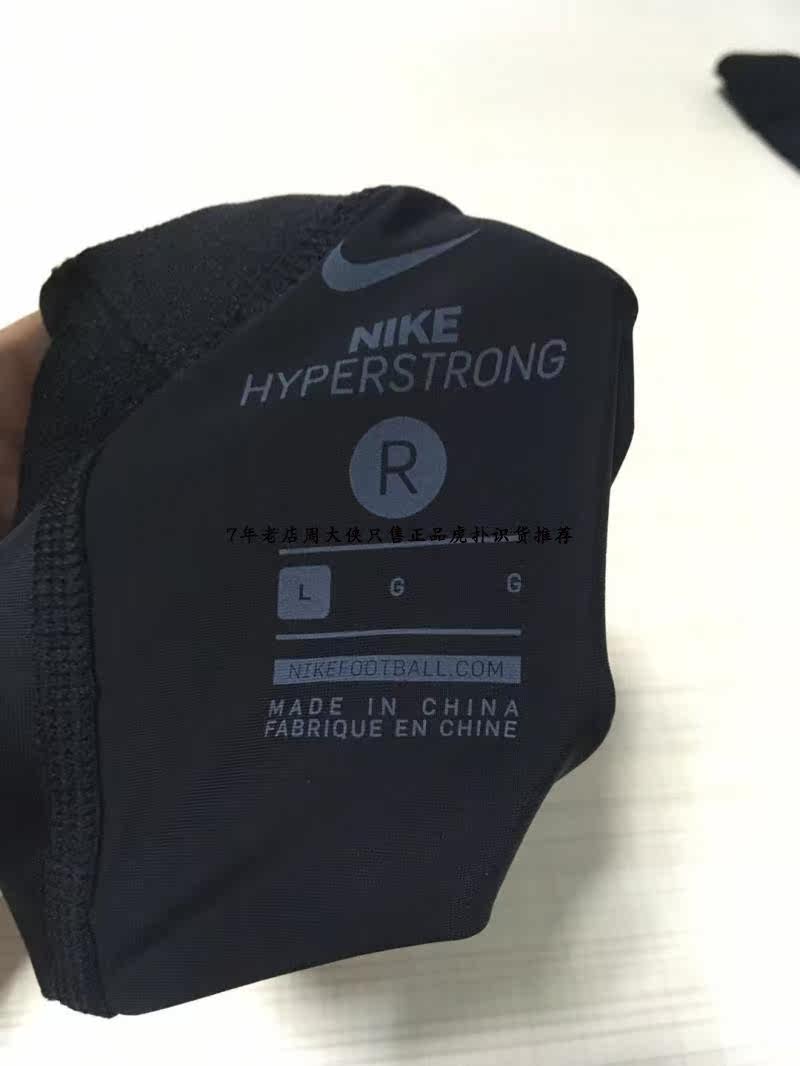 NIKE
HYPERSTRONG
R
7年老店周大侠只售正品虎扑识货推荐
L G G
NIKEFOOTBALL.COM
MADE IN CHINA
FABRIQUE EN CHINE